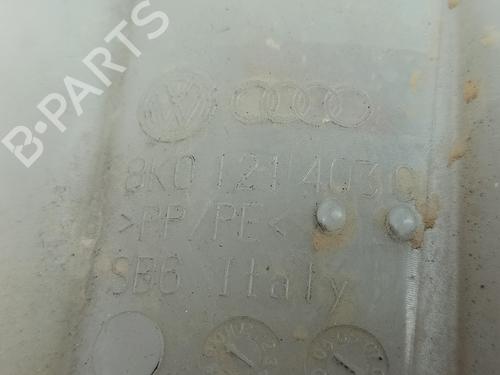 B-PARTS
8K0 121 403
>PP/PE<
SB6 Italy